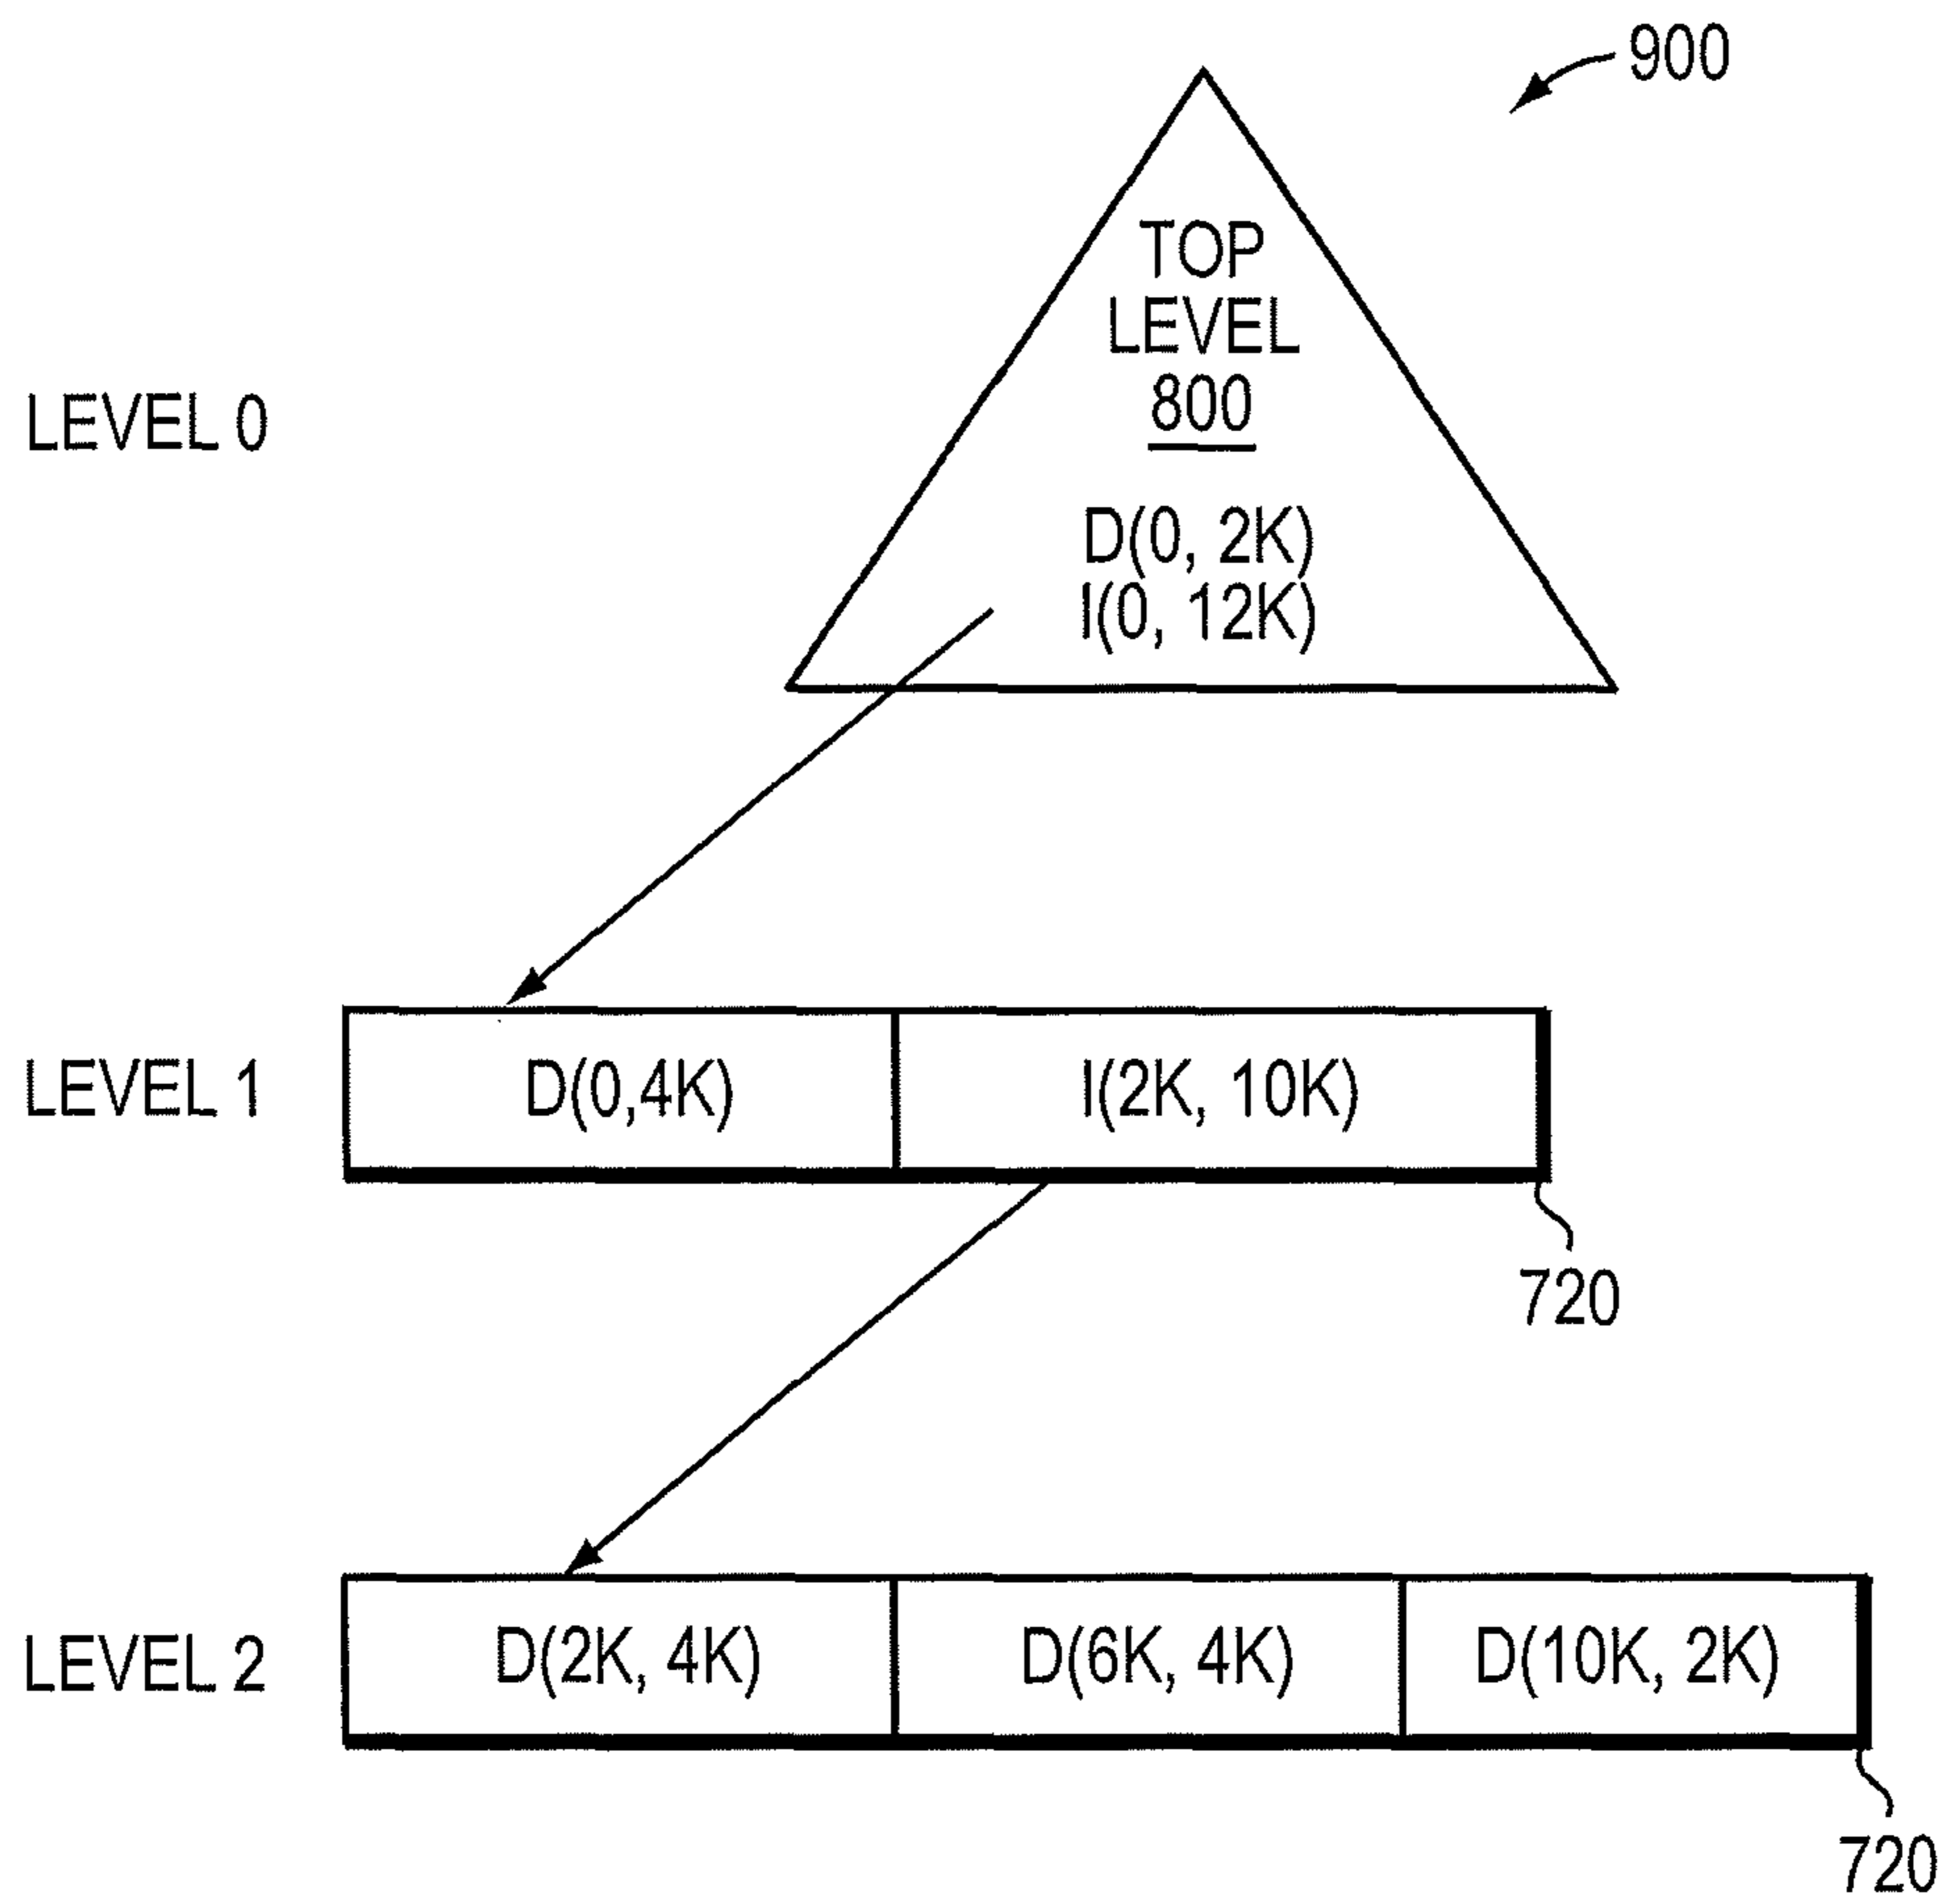 900
TOP
LEVEL
800
LEVEL 0
D(0, 2K)
I(0, 12K)
LEVEL 1
D(0,4K)
I(2K, 10K)
720
LEVEL 2
D(2K, 4K)
D(6K, 4K)
D(10K, 2K)
720